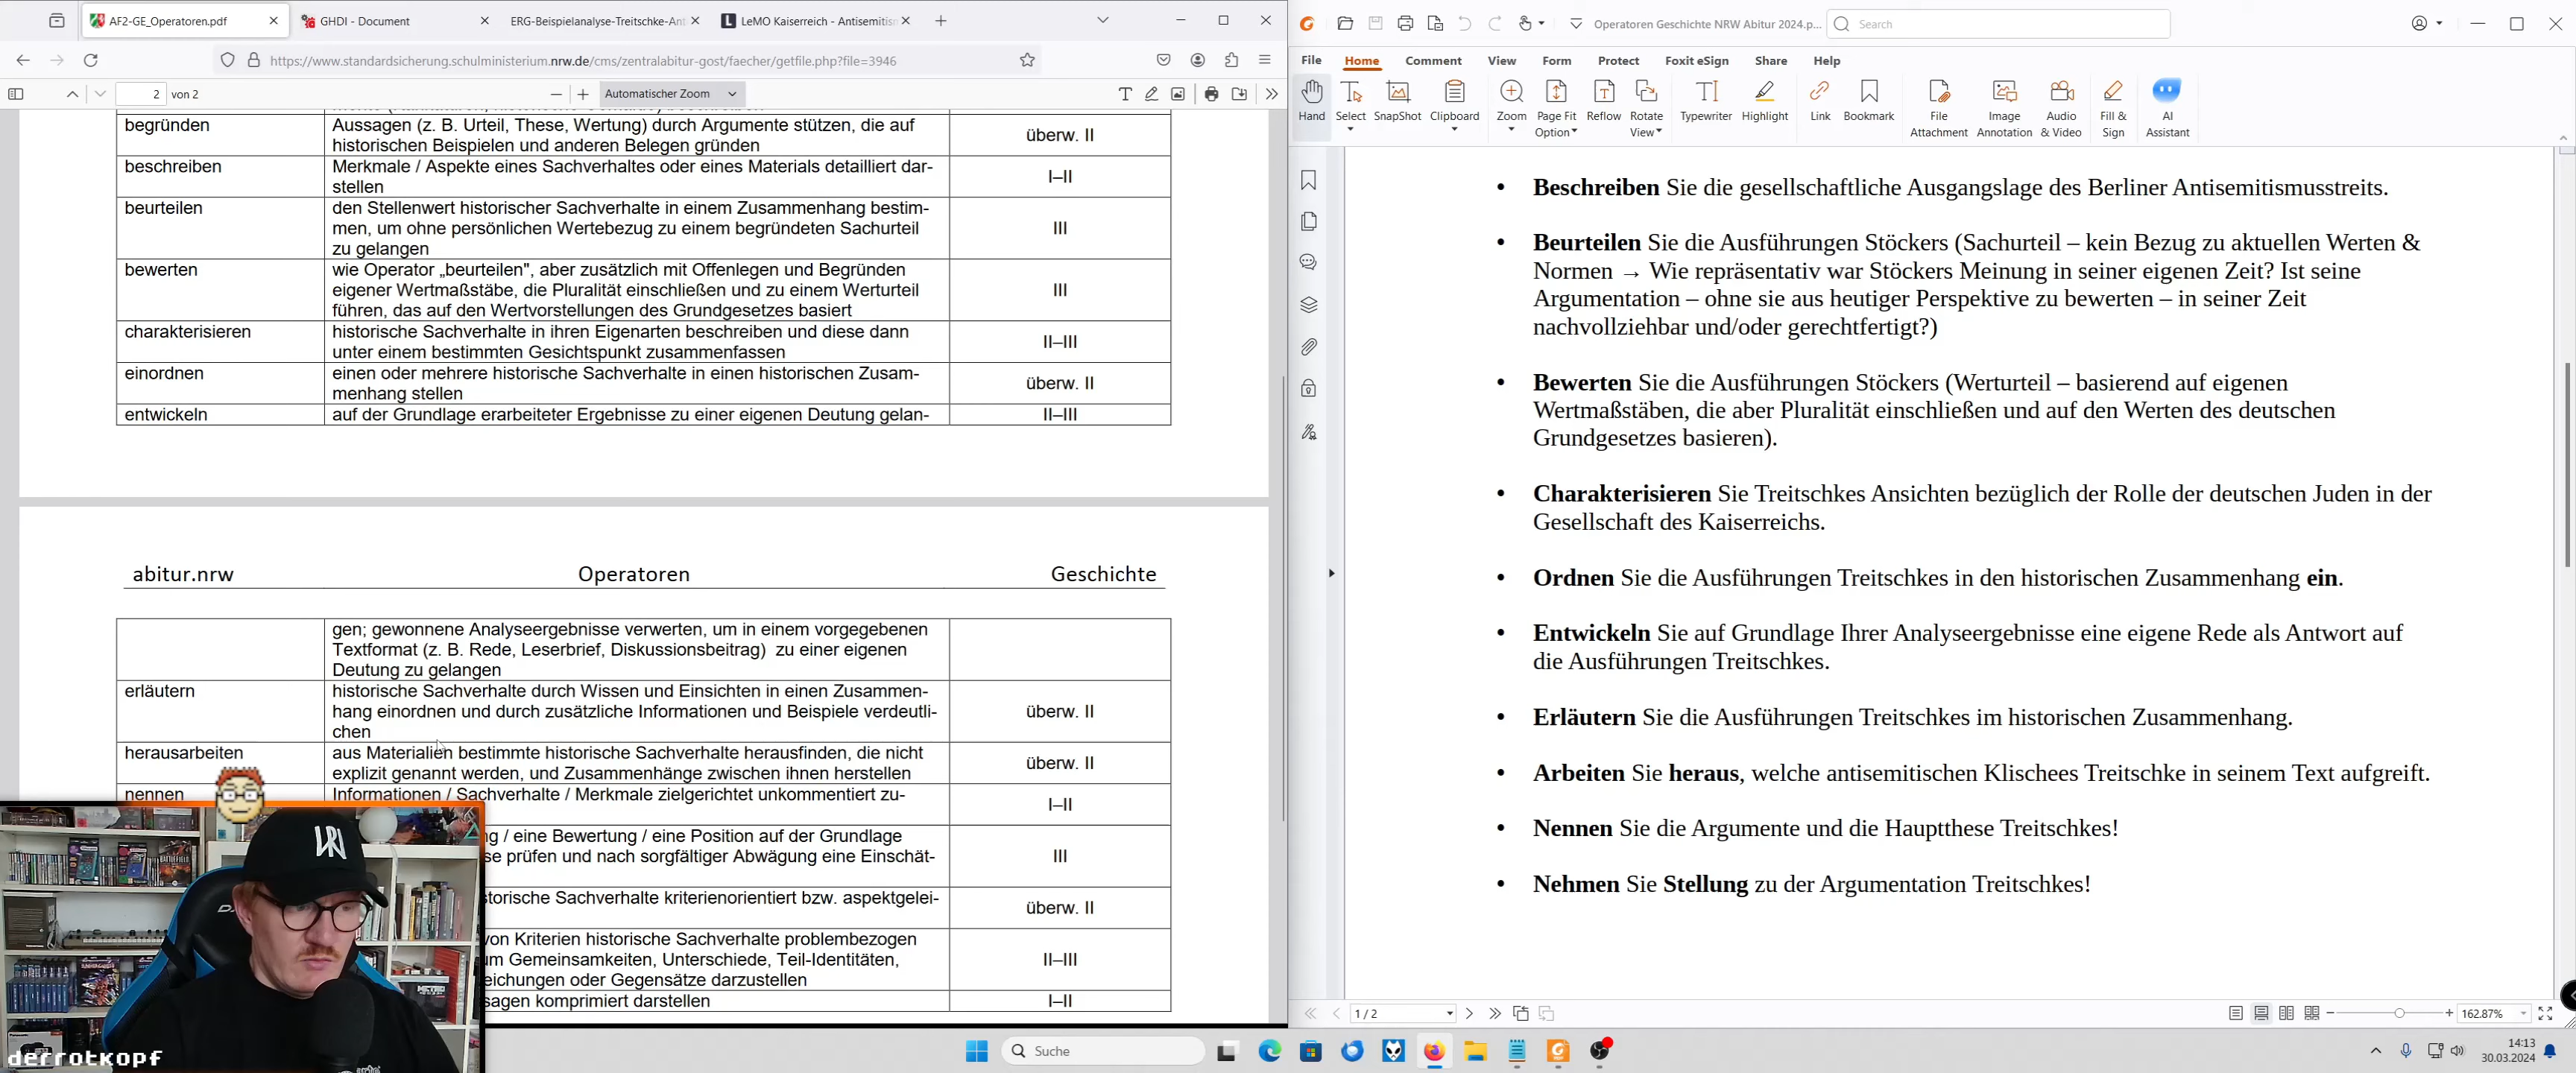 AF2-GE_Operatoren.pdf
GHDI - Document
ERG-Beispielanalyse-Treitschke-Ant
LeMO Kaiserreich - Antisemitism
https://www.standardsicherung.schulministerium.nrw.de/cms/zentralabitur-gost/faecher/getfile.php?file=3946
2 von 2
Automatischer Zoom
begründen
Aussagen (z. B. Urteil, These, Wertung) durch Argumente stützen, die auf
historischen Beispielen und anderen Belegen gründen
überw. II
beschreiben
Merkmale / Aspekte eines Sachverhaltes oder eines Materials detailliert dar-
stellen
I–II
beurteilen
den Stellenwert historischer Sachverhalte in einem Zusammenhang bestim-
men, um ohne persönlichen Wertebezug zu einem begründeten Sachurteil
zu gelangen
III
bewerten
wie Operator „beurteilen", aber zusätzlich mit Offenlegen und Begründen
eigener Wertmaßstäbe, die Pluralität einschließen und zu einem Werturteil
führen, das auf den Wertvorstellungen des Grundgesetzes basiert
III
charakterisieren
historische Sachverhalte in ihren Eigenarten beschreiben und diese dann
unter einem bestimmten Gesichtspunkt zusammenfassen
II–III
einordnen
einen oder mehrere historische Sachverhalte in einen historischen Zusam-
menhang stellen
überw. II
entwickeln
auf der Grundlage erarbeiteter Ergebnisse zu einer eigenen Deutung gelan-
II–III
abitur.nrw
Operatoren
Geschichte
gen; gewonnene Analyseergebnisse verwerten, um in einem vorgegebenen
Textformat (z. B. Rede, Leserbrief, Diskussionsbeitrag) zu einer eigenen
Deutung zu gelangen
erläutern
historische Sachverhalte durch Wissen und Einsichten in einen Zusammen-
hang einordnen und durch zusätzliche Informationen und Beispiele verdeutli-
chen
überw. II
herausarbeiten
aus Materialien bestimmte historische Sachverhalte herausfinden, die nicht
explizit genannt werden, und Zusammenhänge zwischen ihnen herstellen
überw. II
nennen
Informationen / Sachverhalte / Merkmale zielgerichtet unkommentiert zu-
I–II
/ eine Bewertung / eine Position auf der Grundlage
prüfen und nach sorgfältiger Abwägung eine Einschät-
III
Sachverhalte kriterienorientiert bzw. aspektgelei-
überw. II
von Kriterien historische Sachverhalte problembezogen
Gemeinsamkeiten, Unterschiede, Teil-Identitäten,
oder Gegensätze darzustellen
II–III
komprimiert darstellen
I–II
derrotkopf
Operatoren Geschichte NRW Abitur 2024.p...
Search
File
Home
Comment
View
Form
Protect
Foxit eSign
Share
Help
Hand
Select
SnapShot
Clipboard
Zoom
Page Fit
Option
Reflow
Rotate
View
Typewriter
Highlight
Link
Bookmark
File
Attachment
Image
Annotation
Audio
& Video
Fill &
Sign
AI
Assistant
• Beschreiben Sie die gesellschaftliche Ausgangslage des Berliner Antisemitismusstreits.
• Beurteilen Sie die Ausführungen Stöckers (Sachurteil – kein Bezug zu aktuellen Werten &
Normen → Wie repräsentativ war Stöckers Meinung in seiner eigenen Zeit? Ist seine
Argumentation – ohne sie aus heutiger Perspektive zu bewerten – in seiner Zeit
nachvollziehbar und/oder gerechtfertigt?)
• Bewerten Sie die Ausführungen Stöckers (Werturteil – basierend auf eigenen
Wertmaßstäben, die aber Pluralität einschließen und auf den Werten des deutschen
Grundgesetzes basieren).
• Charakterisieren Sie Treitschkes Ansichten bezüglich der Rolle der deutschen Juden in der
Gesellschaft des Kaiserreichs.
• Ordnen Sie die Ausführungen Treitschkes in den historischen Zusammenhang ein.
• Entwickeln Sie auf Grundlage Ihrer Analyseergebnisse eine eigene Rede als Antwort auf
die Ausführungen Treitschkes.
• Erläutern Sie die Ausführungen Treitschkes im historischen Zusammenhang.
• Arbeiten Sie heraus, welche antisemitischen Klischees Treitschke in seinem Text aufgreift.
• Nennen Sie die Argumente und die Hauptthese Treitschkes!
• Nehmen Sie Stellung zu der Argumentation Treitschkes!
1 / 2
162.87%
Suche
14:13
30.03.2024